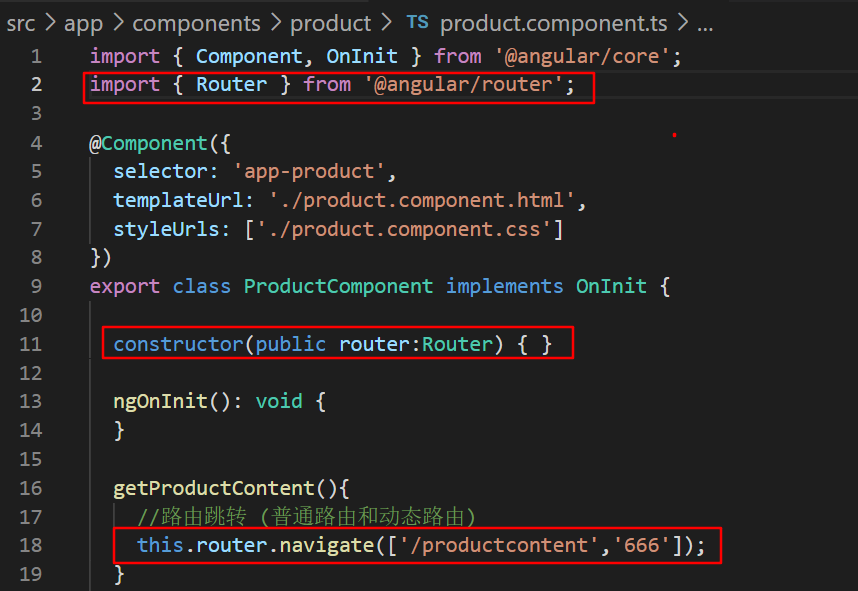 src > app > components > product > TS product.component.ts > ...
1 import { Component, OnInit } from '@angular/core';
2 import { Router } from '@angular/router';
3
4 @Component({
5   selector: 'app-product',
6   templateUrl: './product.component.html',
7   styleUrls: ['./product.component.css']
8 })
9 export class ProductComponent implements OnInit {
10
11   constructor(public router:Router) { }
12
13   ngOnInit(): void {
14   }
15
16   getProductContent(){
17     //路由跳转 (普通路由和动态路由)
18     this.router.navigate(['/productcontent','666']);
19   }